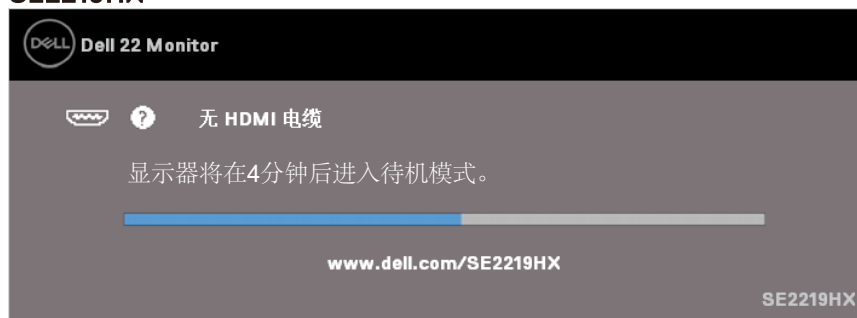 SE2219HX
DELL Dell 22 Monitor
? 无 HDMI 电缆
显示器将在4分钟后进入待机模式。
www.dell.com/SE2219HX
SE2219HX